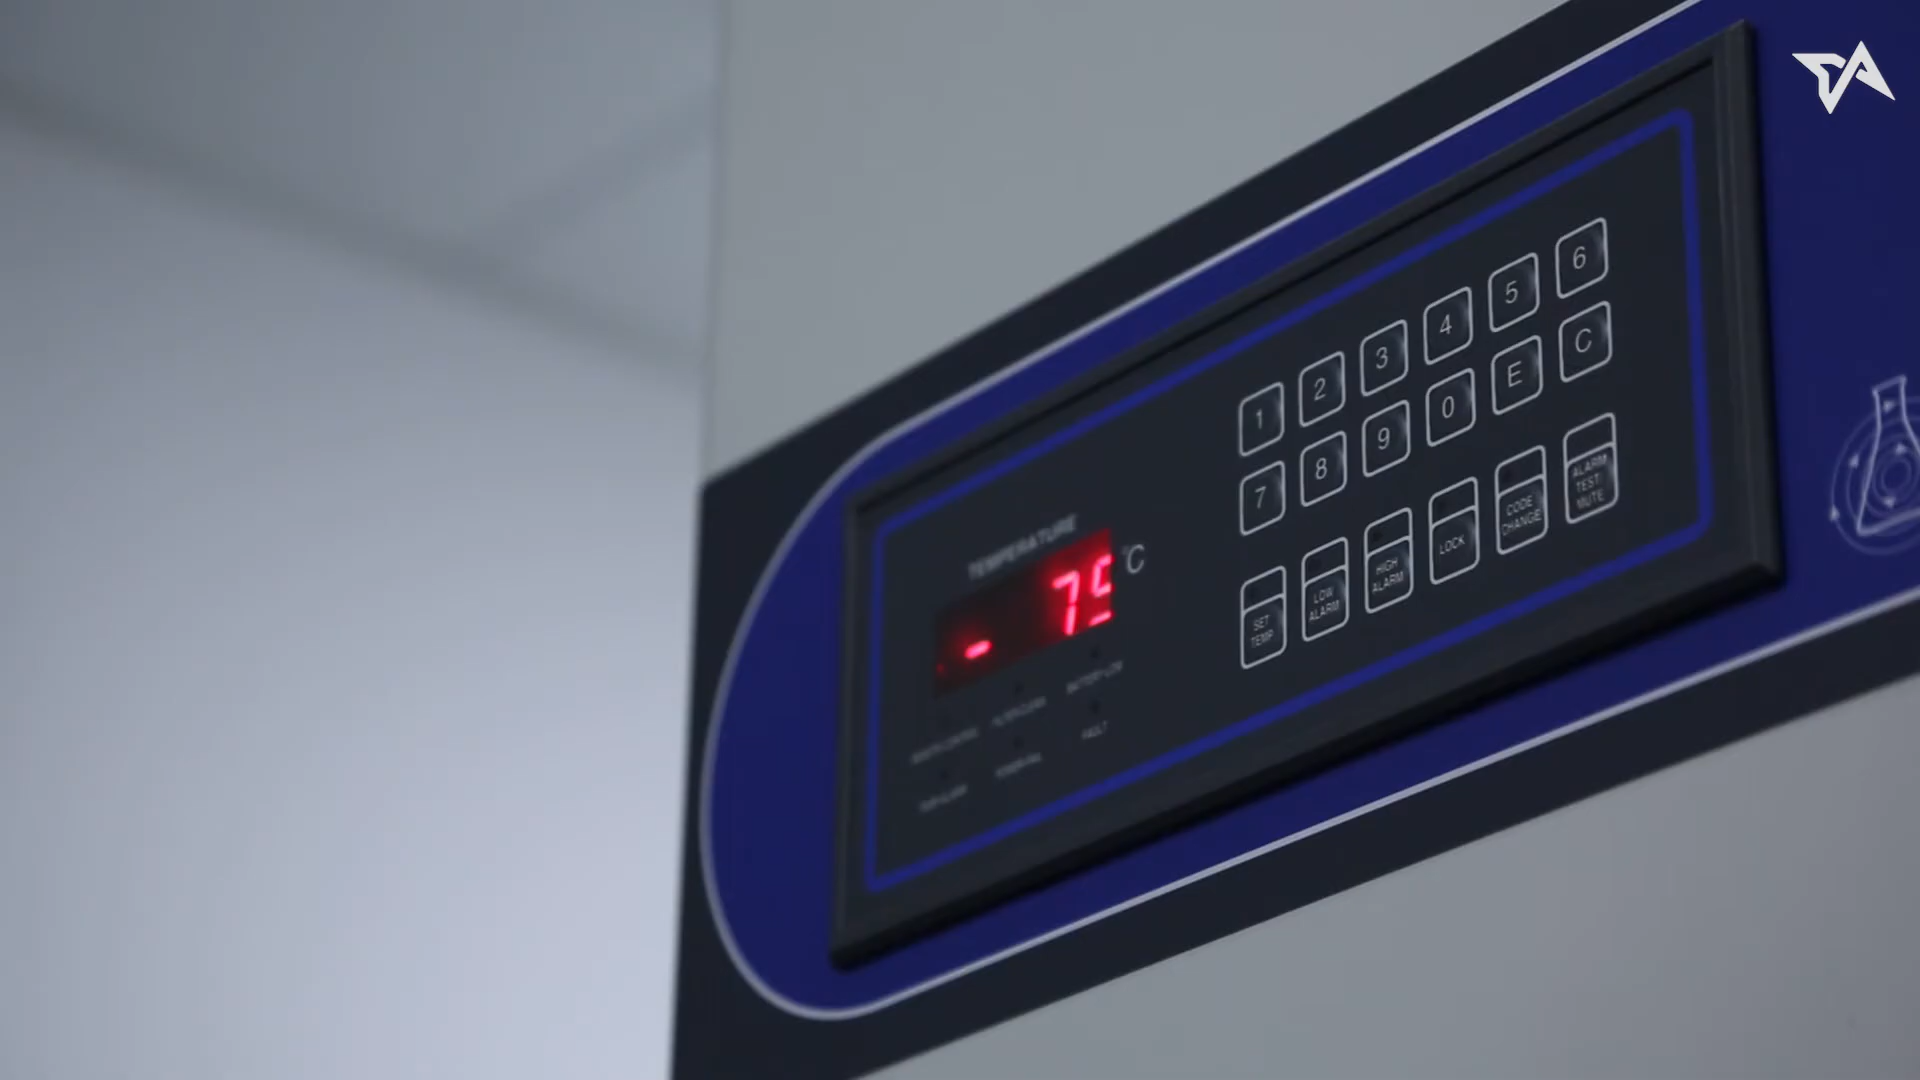 1 2 3 4 5 6
7 8 9 0 E C
TEMPERATURE
°C
SET TEMP
LOW ALARM
HIGH ALARM
LOCK
CODE CHANGE
ALARM TEST/ MUTE
FAULT